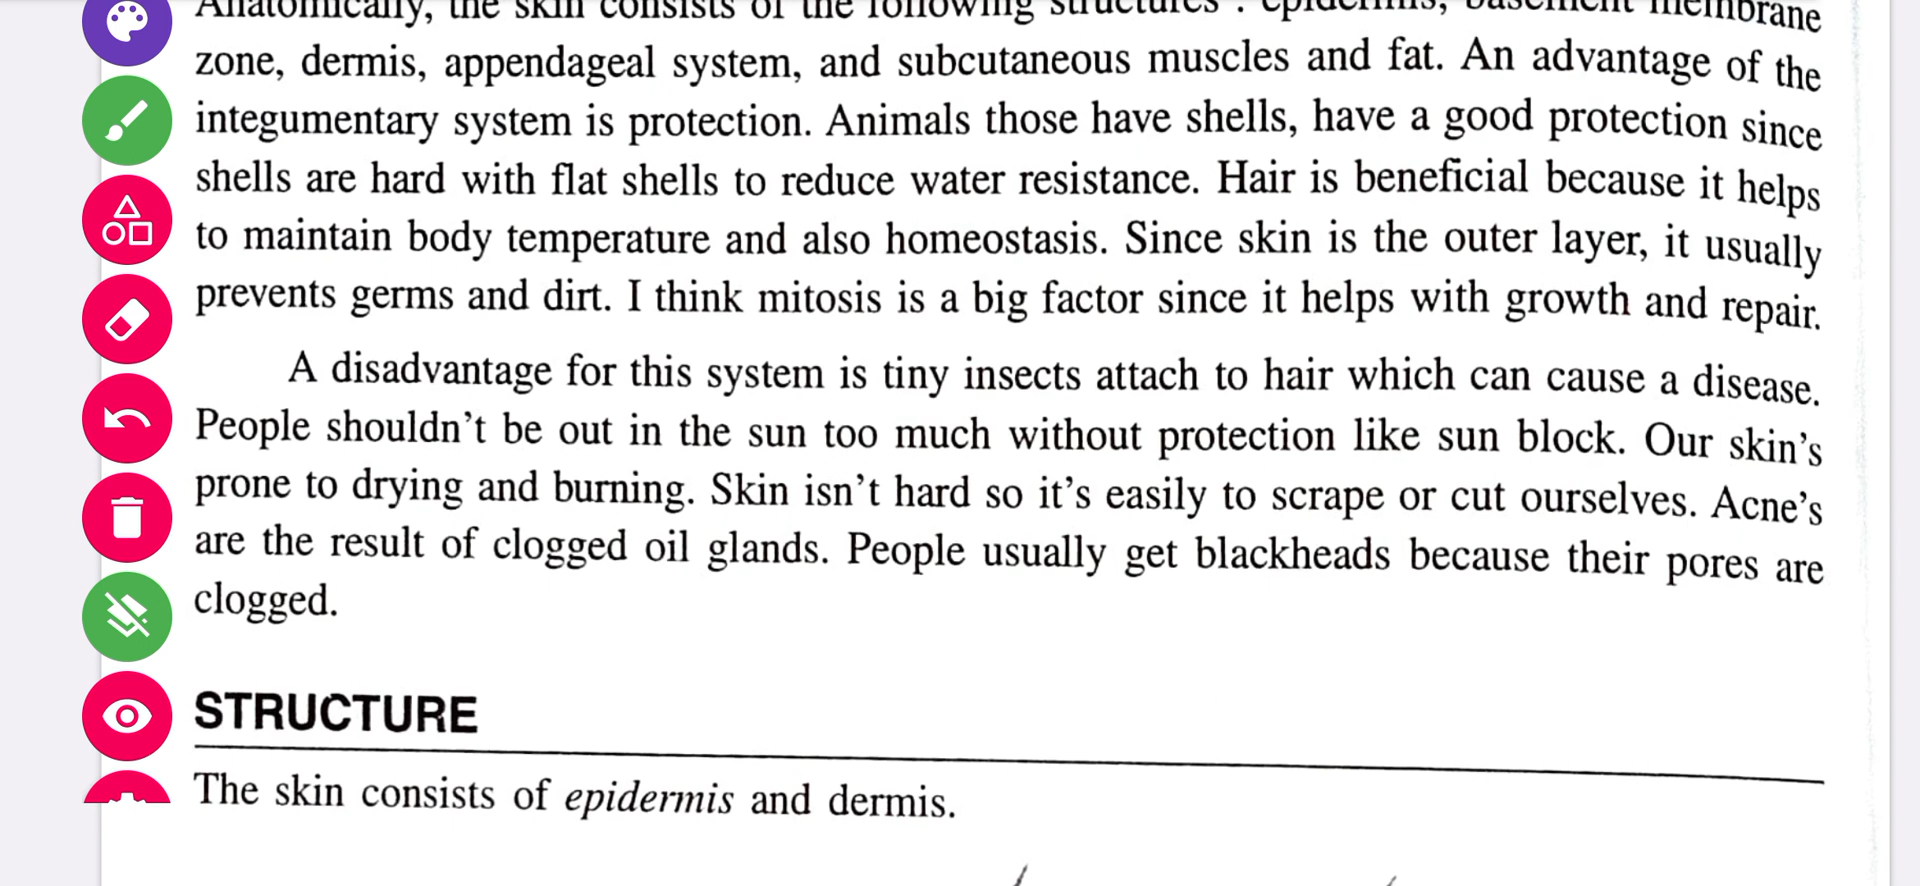 Anatomically, the skin consists of the following structures : epidermis, basement membrane
zone, dermis, appendageal system, and subcutaneous muscles and fat. An advantage of the
integumentary system is protection. Animals those have shells, have a good protection since
shells are hard with flat shells to reduce water resistance. Hair is beneficial because it helps
to maintain body temperature and also homeostasis. Since skin is the outer layer, it usually
prevents germs and dirt. I think mitosis is a big factor since it helps with growth and repair.
A disadvantage for this system is tiny insects attach to hair which can cause a disease.
People shouldn't be out in the sun too much without protection like sun block. Our skin's
prone to drying and burning. Skin isn't hard so it's easily to scrape or cut ourselves. Acne's
are the result of clogged oil glands. People usually get blackheads because their pores are
clogged.
STRUCTURE
The skin consists of epidermis and dermis.